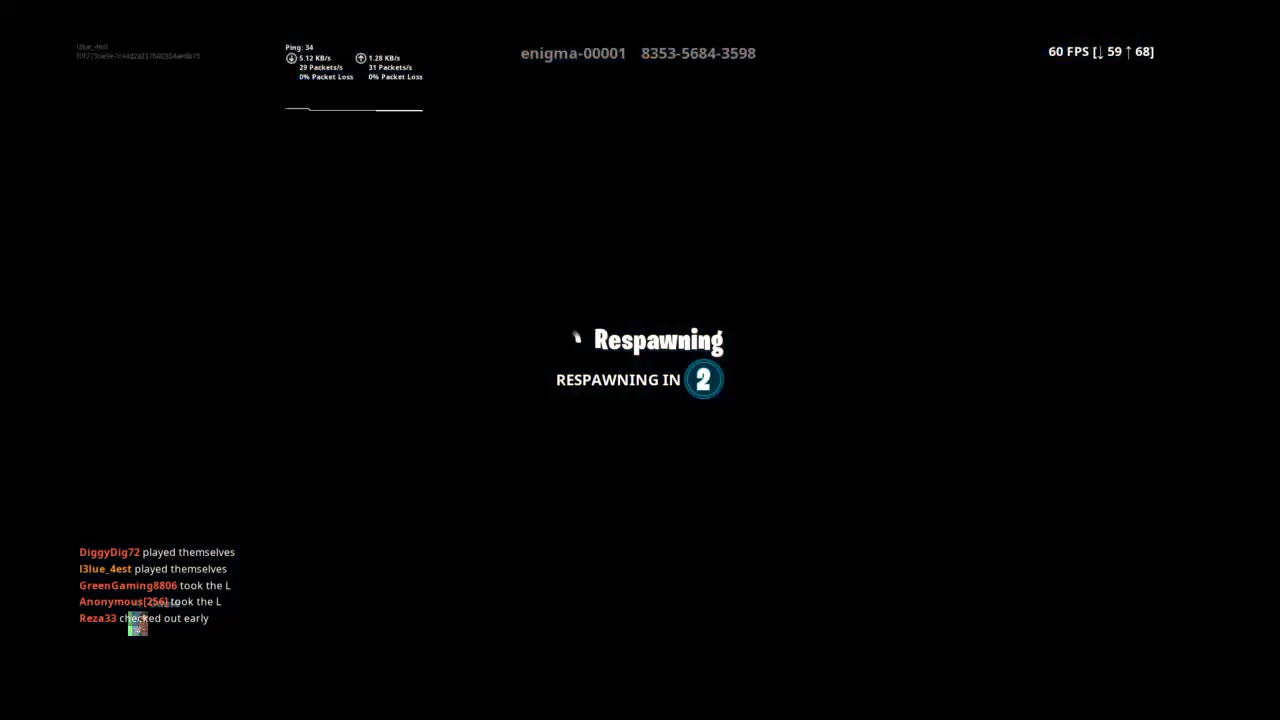 l3lue_4est
Ping: 34
5.12 KB/s 1.28 KB/s
29 Packets/s 31 Packets/s
0% Packet Loss 0% Packet Loss
enigma-00001 8353-5684-3598
60 FPS [↓ 59 ↑ 68]
Respawning
RESPAWNING IN 2
DiggyDig72 played themselves
l3lue_4est played themselves
GreenGaming8806 took the L
Anonymous[256] took the L
Reza33 checked out early